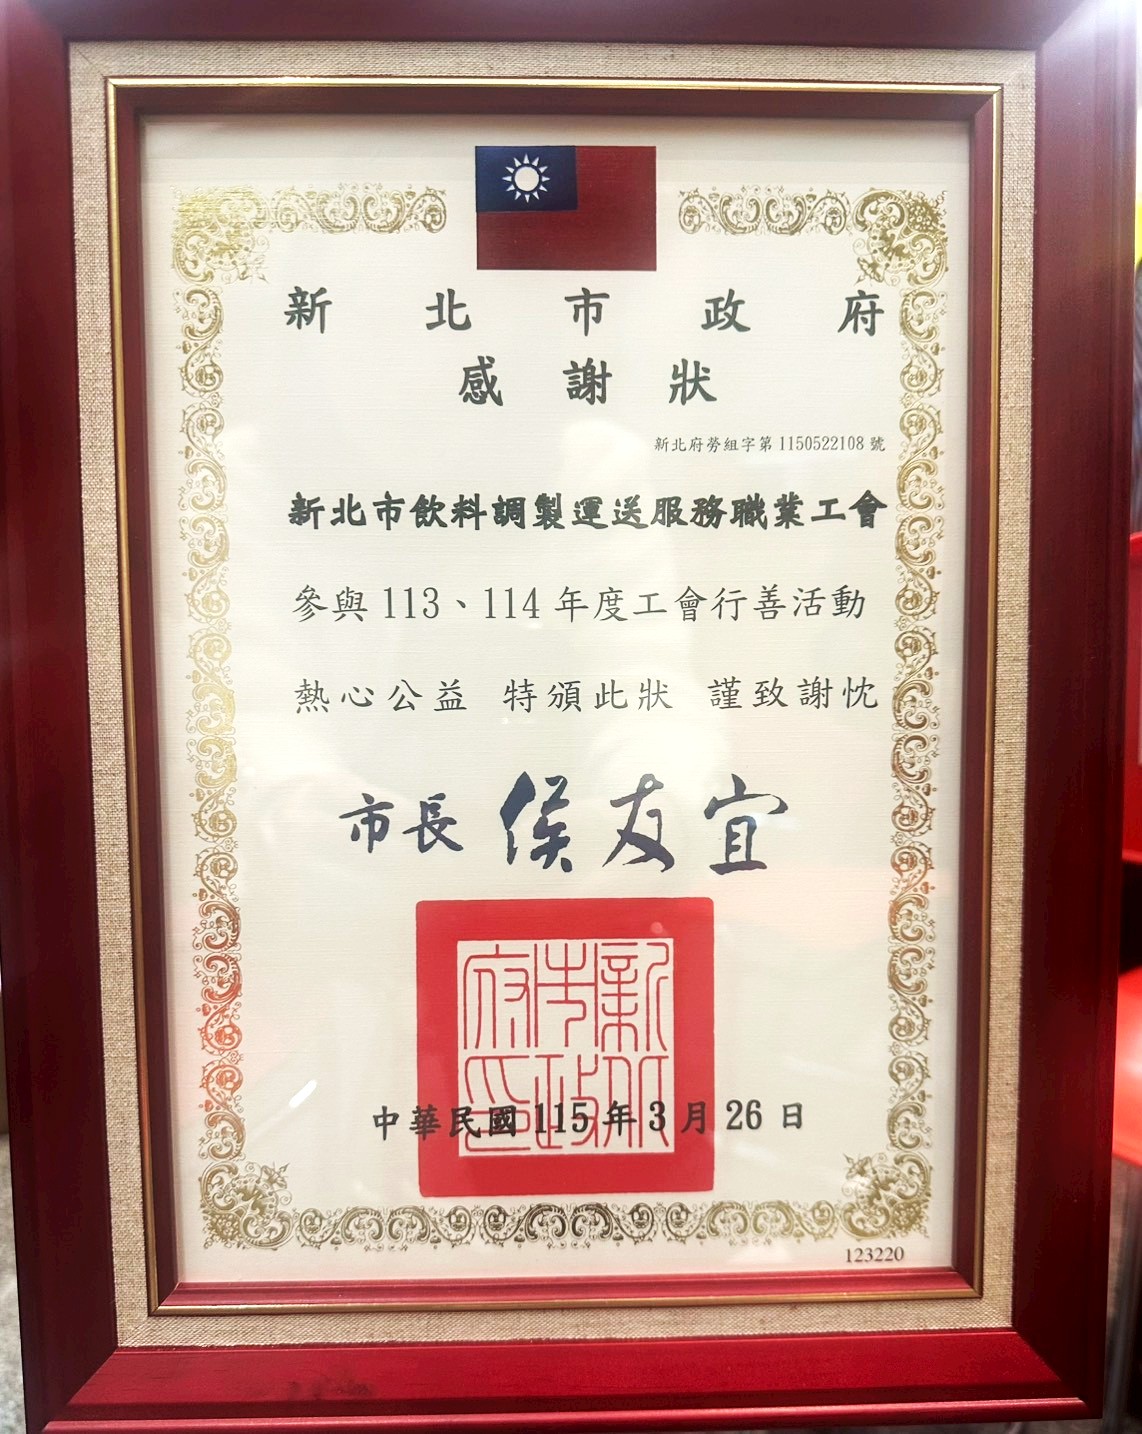 新北市政府
感謝狀
新北府勞組字第1150522108號
新北市飲料調製運送服務職業工會
參與113、114年度工會行善活動
熱心公益 特頒此狀 謹致謝忱
市長 侯友宜
新北市政府印
中華民國115年3月26日
123220